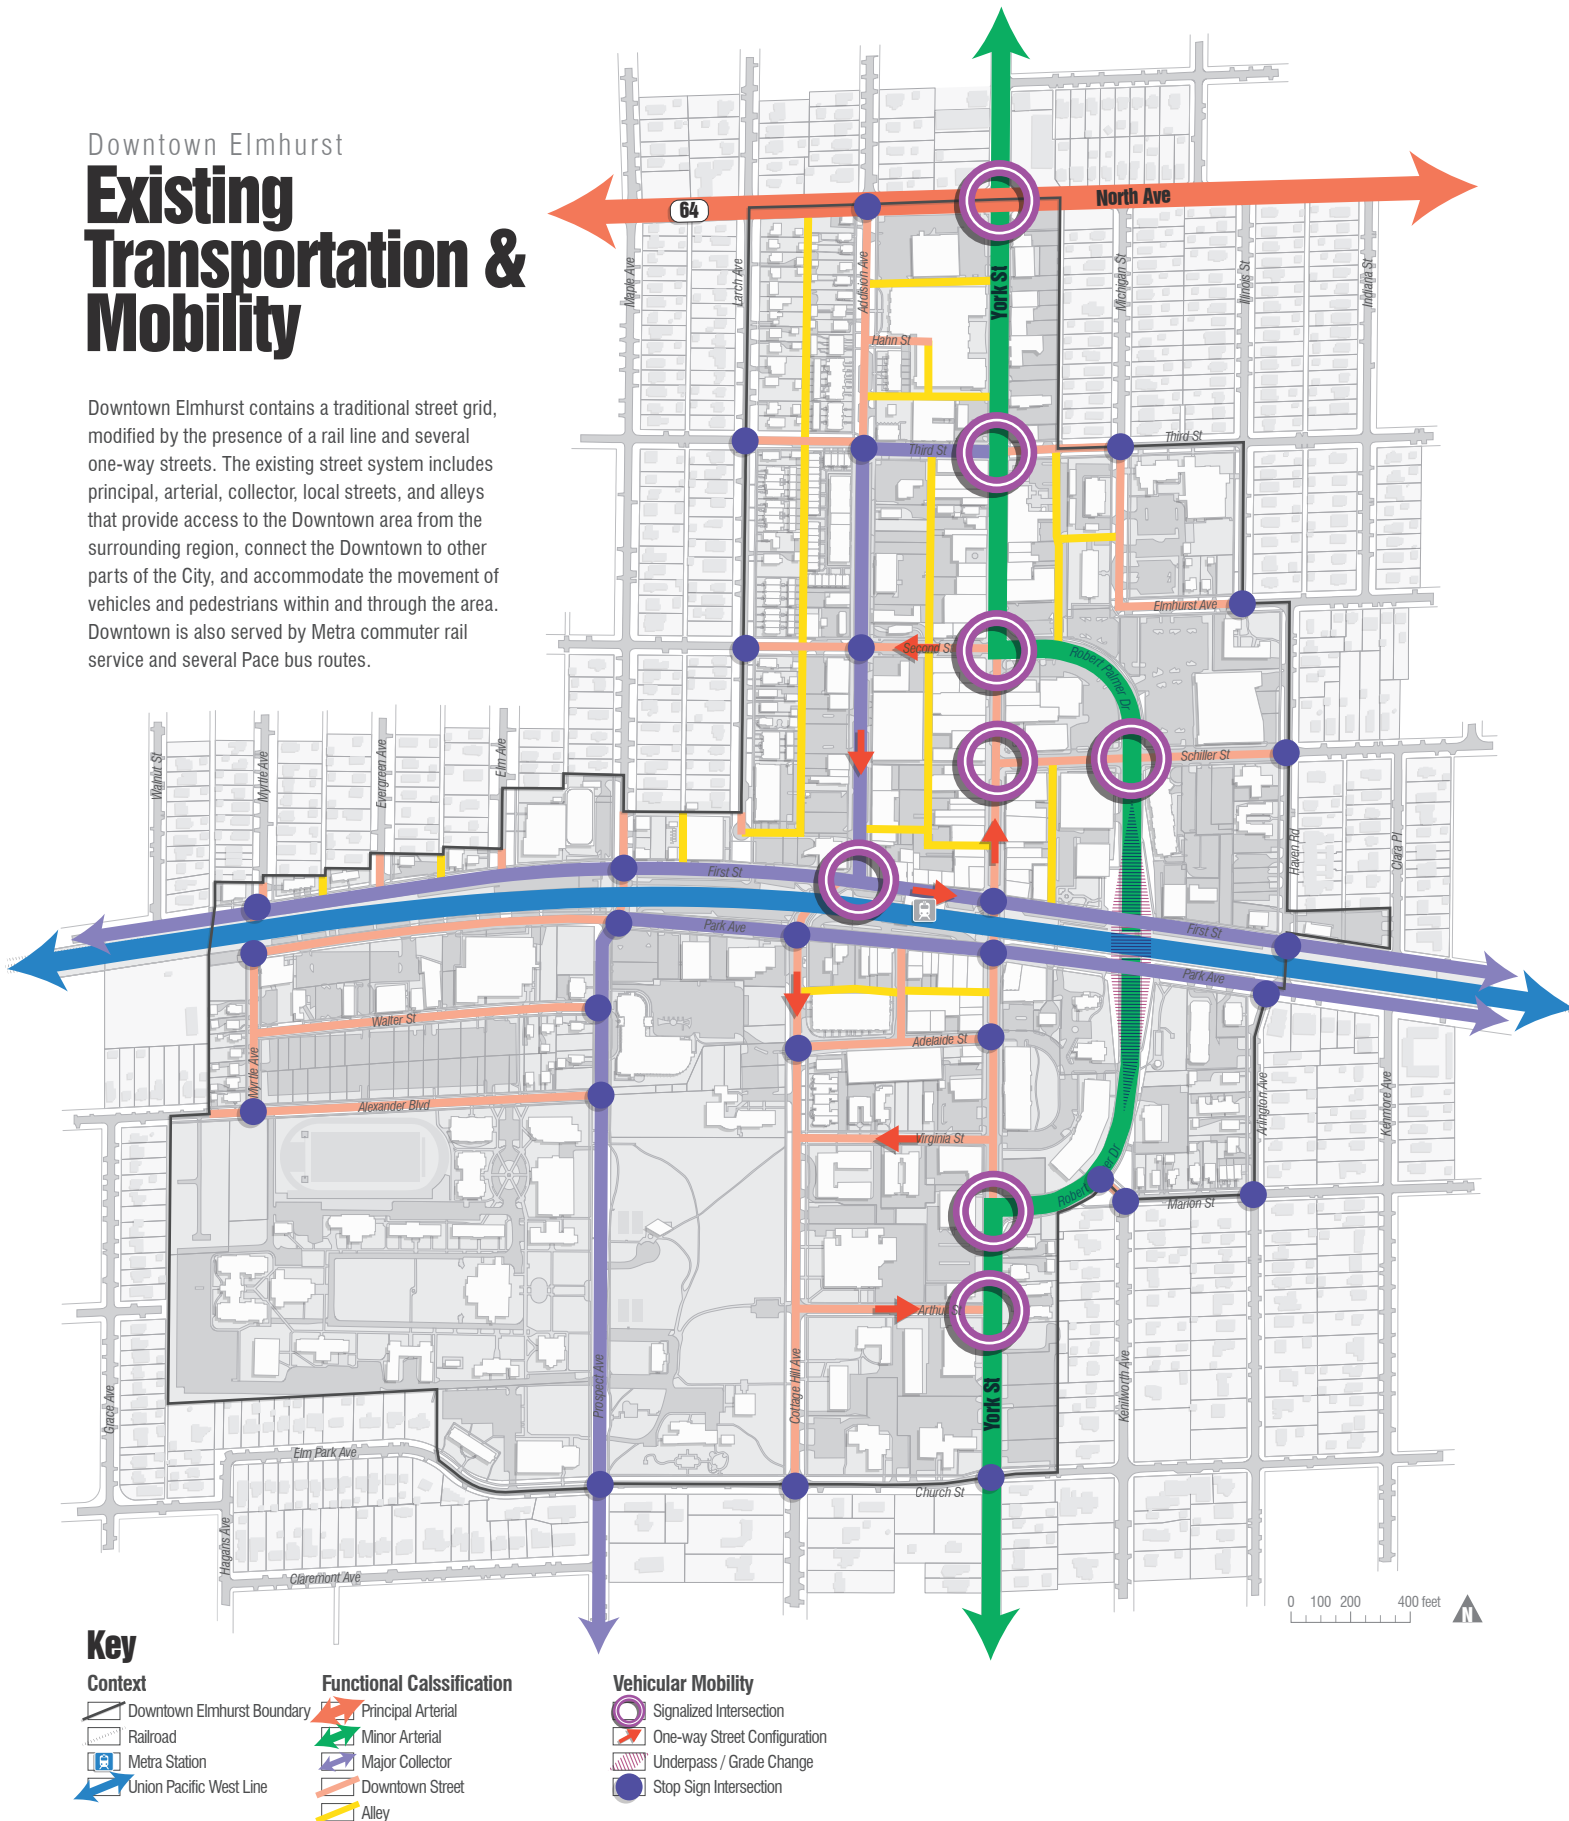 Downtown Elmhurst
Existing
Transportation &
Mobility
Downtown Elmhurst contains a traditional street grid,
modified by the presence of a rail line and several
one-way streets. The existing street system includes
principal, arterial, collector, local streets, and alleys
that provide access to the Downtown area from the
surrounding region, connect the Downtown to other
parts of the City, and accommodate the movement of
vehicles and pedestrians within and through the area.
Downtown is also served by Metra commuter rail
service and several Pace bus routes.
64
North Ave
Maple Ave
Larch Ave
Addision Ave
York St
Michigan St
Illinois St
Indiana St
Hahn St
Third St
Third St
Elmhurst Ave
Second St
Robert Palmer Dr
Schiller St
Walnut St
Myrtle Ave
Evergreen Ave
Elm Ave
Haven Rd
Clara Pl
First St
Park Ave
First St
Park Ave
Walter St
Myrtle Ave
Alexander Blvd
Adelaide St
Virginia St
Arlington Ave
Kenmore Ave
Robert
er Dr
Marion St
Arthur St
Grace Ave
Prospect Ave
Cottage Hill Ave
York St
Kenilworth Ave
Elm Park Ave
Church St
Hagans Ave
Claremont Ave
0 100 200 400 feet
N
Key
Context
Downtown Elmhurst Boundary
Railroad
Metra Station
Union Pacific West Line
Functional Calssification
Principal Arterial
Minor Arterial
Major Collector
Downtown Street
Alley
Vehicular Mobility
Signalized Intersection
One-way Street Configuration
Underpass / Grade Change
Stop Sign Intersection